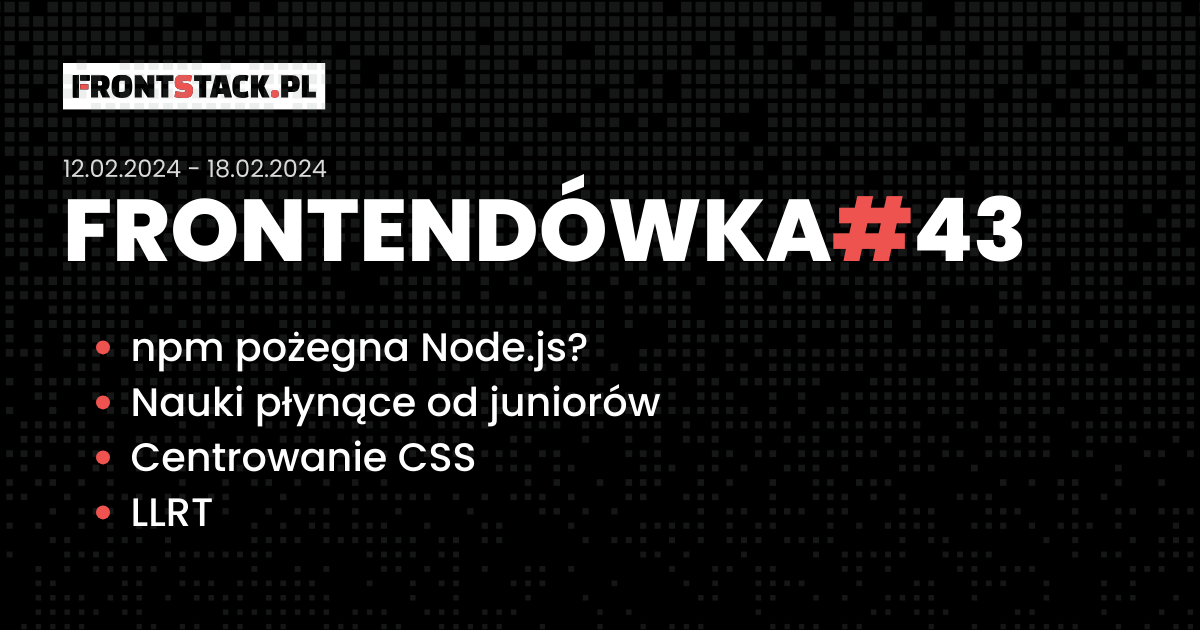 FRONTSTACK.PL
12.02.2024 - 18.02.2024
FRONTENDÓWKA#43
npm pożegna Node.js?
Nauki płynące od juniorów
Centrowanie CSS
LLRT